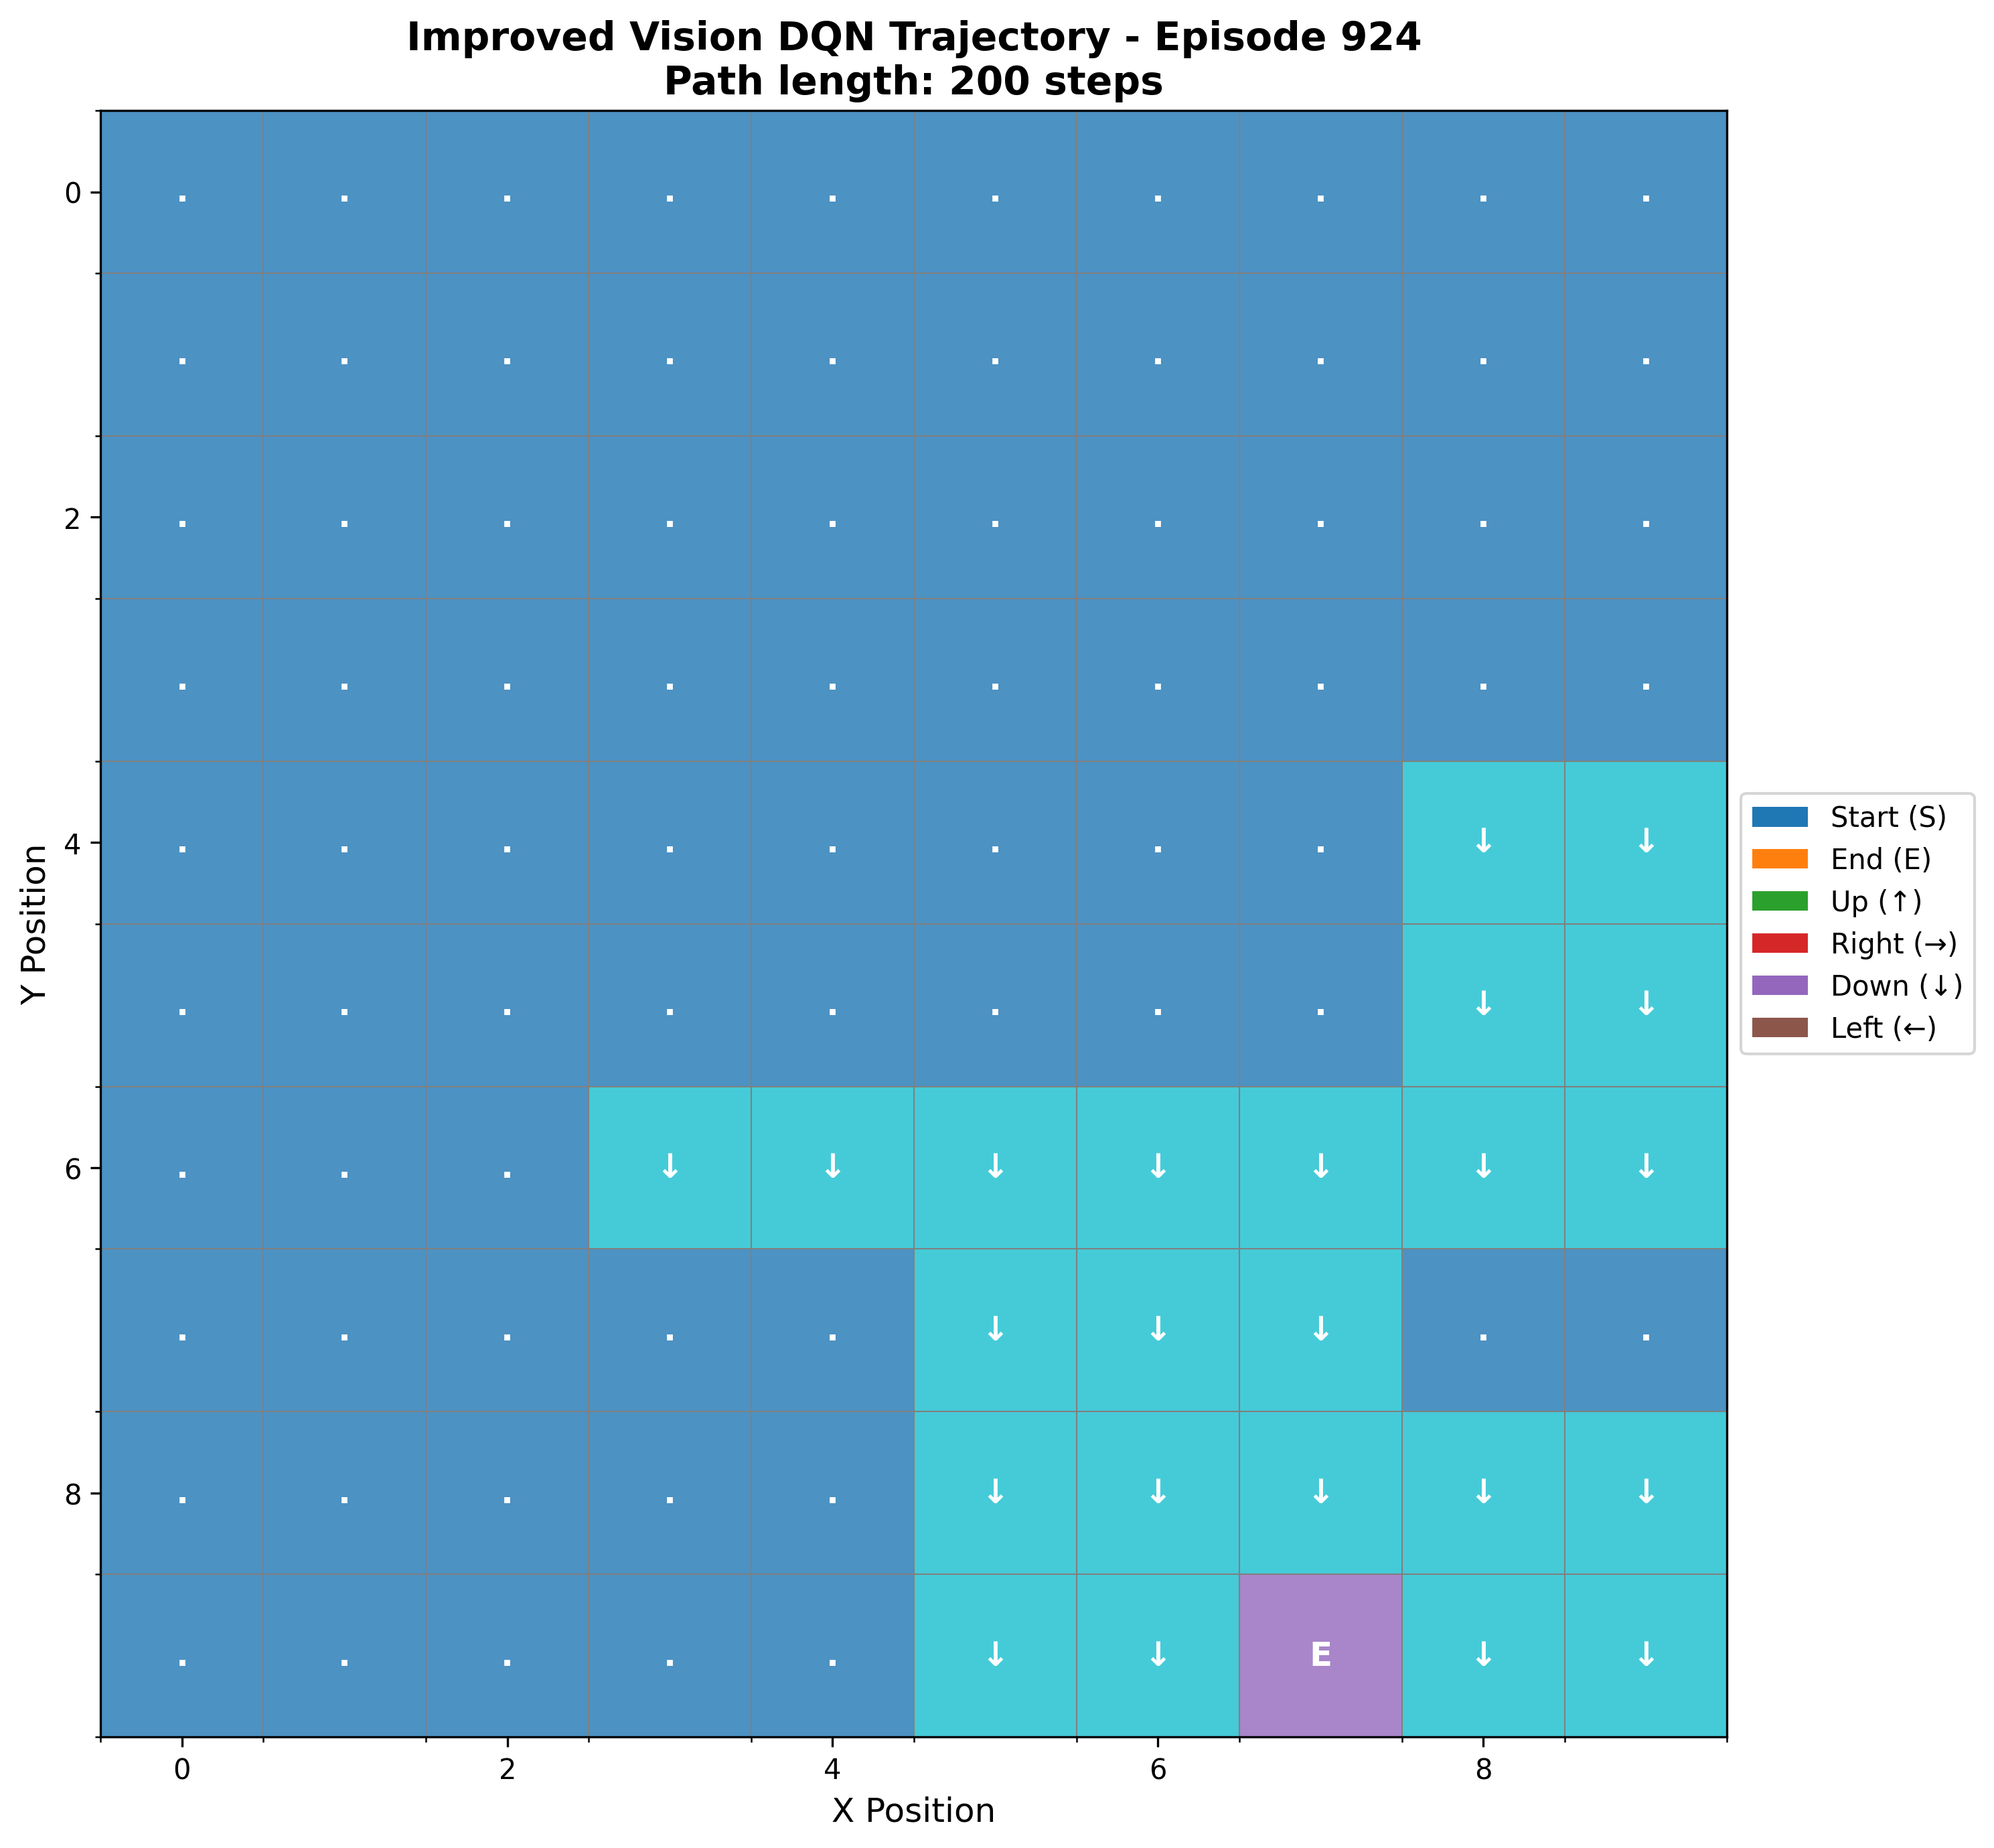 Improved Vision DQN Trajectory - Episode 924
Path length: 200 steps
0 . . . . . . . . . .
. . . . . . . . . .
2 . . . . . . . . . .
. . . . . . . . . .
4 . . . . . . . . ↓ ↓
. . . . . . . . ↓ ↓
6 . . . ↓ ↓ ↓ ↓ ↓ ↓ ↓
. . . . . ↓ ↓ ↓ . .
8 . . . . . ↓ ↓ ↓ ↓ ↓
. . . . . ↓ ↓ E ↓ ↓
0 2 4 6 8
X Position
Y Position
Start (S)
End (E)
Up (↑)
Right (→)
Down (↓)
Left (←)